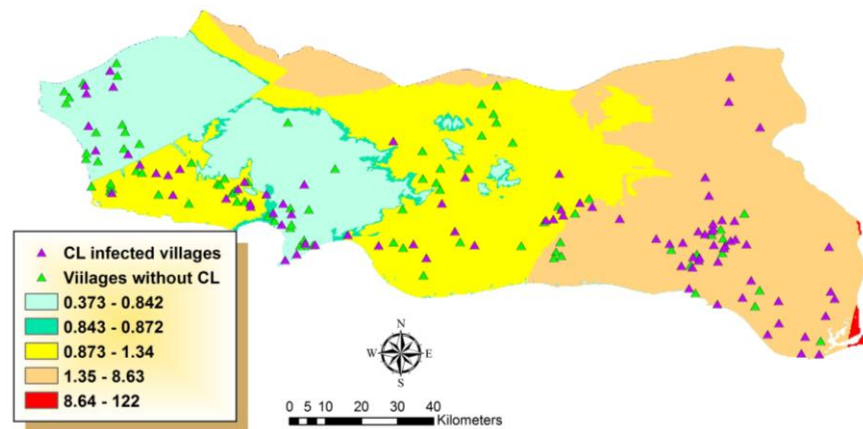 CL infected villages
Viilages without CL
0.373 - 0.842
0.843 - 0.872
0.873 - 1.34
1.35 - 8.63
8.64 - 122
N
W E
S
0 5 10 20 30 40
Kilometers